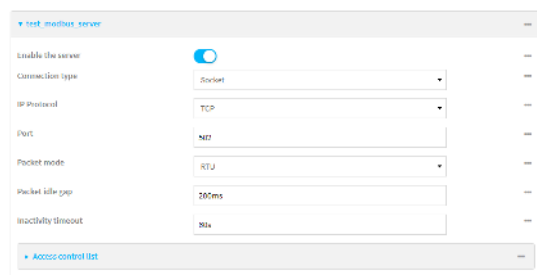 test_modbus_server
Enable the server
Connection type
Socket
IP Protocol
TCP
Port
502
Packet mode
RTU
Packet idle gap
200ms
Inactivity timeout
Access control list